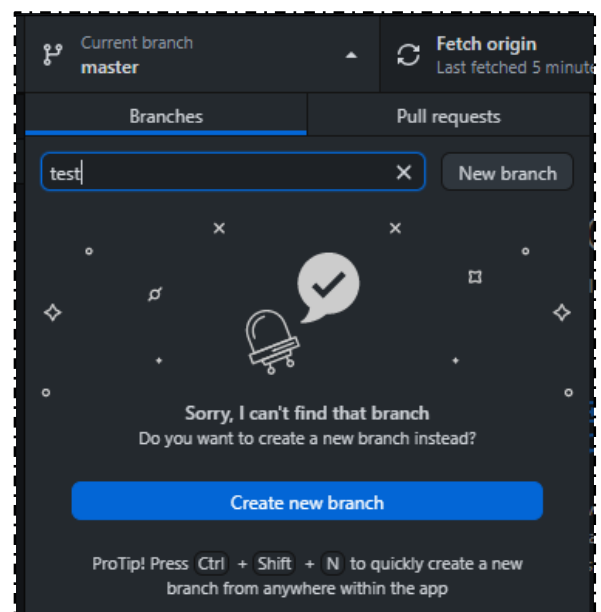 Current branch
master
Fetch origin
Last fetched 5 minute
Branches
Pull requests
test
New branch
Sorry, I can't find that branch
Do you want to create a new branch instead?
Create new branch
ProTip! Press Ctrl + Shift + N to quickly create a new
branch from anywhere within the app